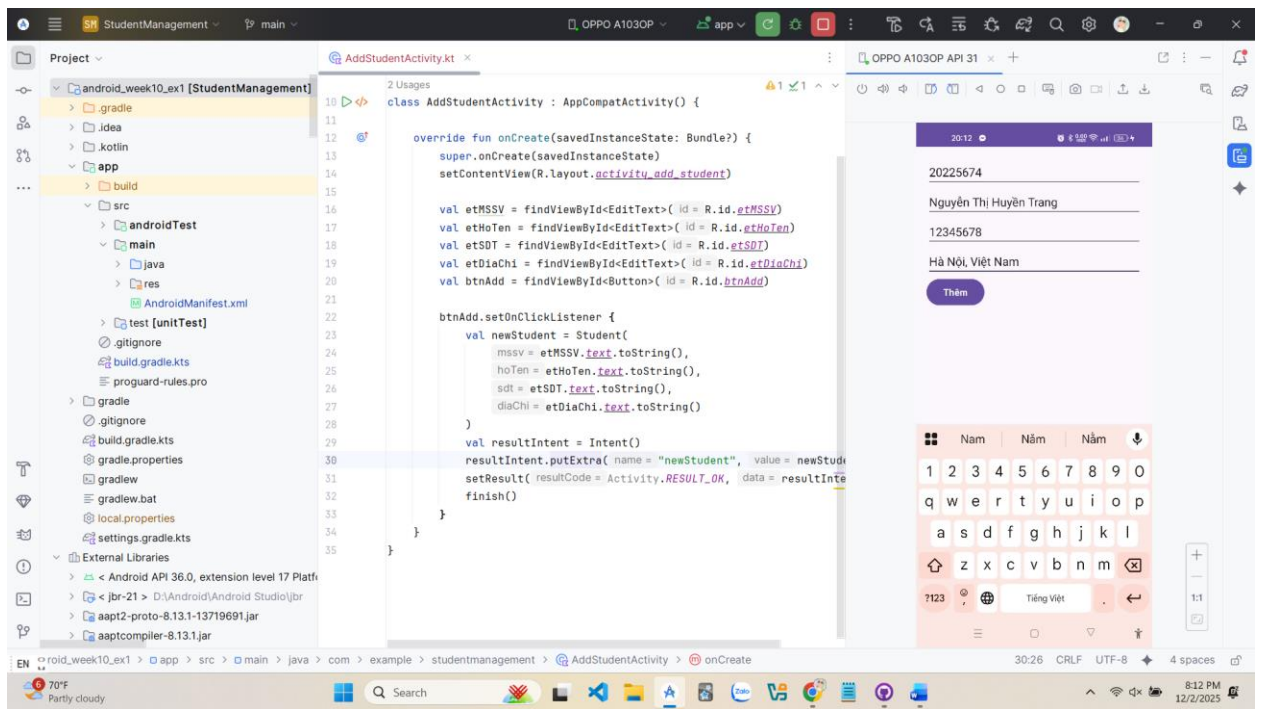 SM StudentManagement
main
OPPO A103OP
app
Project
android_week10_ex1 [StudentManagement]
.gradle
.idea
.kotlin
app
build
src
androidTest
main
java
res
AndroidManifest.xml
test [unitTest]
.gitignore
build.gradle.kts
proguard-rules.pro
gradle
.gitignore
build.gradle.kts
gradle.properties
gradlew
gradlew.bat
local.properties
settings.gradle.kts
External Libraries
< Android API 36.0, extension level 17 Platfo
< jbr-21 > D:\Android\Android Studio\jbr
aapt2-proto-8.13.1-13719691.jar
aaptcompiler-8.13.1.jar
AddStudentActivity.kt
2 Usages
1 1
10 class AddStudentActivity : AppCompatActivity() {
11
12 override fun onCreate(savedInstanceState: Bundle?) {
13 super.onCreate(savedInstanceState)
14 setContentView(R.layout.activity_add_student)
15
16 val etMSSV = findViewById<EditText>( id = R.id.etMSSV)
17 val etHoTen = findViewById<EditText>( id = R.id.etHoTen)
18 val etSDT = findViewById<EditText>( id = R.id.etSDT)
19 val etDiaChi = findViewById<EditText>( id = R.id.etDiaChi)
20 val btnAdd = findViewById<Button>( id = R.id.btnAdd)
21
22 btnAdd.setOnClickListener {
23 val newStudent = Student(
24 mssv = etMSSV.text.toString(),
25 hoTen = etHoTen.text.toString(),
26 sdt = etSDT.text.toString(),
27 diaChi = etDiaChi.text.toString()
28 )
29 val resultIntent = Intent()
30 resultIntent.putExtra( name = "newStudent", value = newStude
31 setResult( resultCode = Activity.RESULT_OK, data = resultInte
32 finish()
33 }
34 }
35 }
OPPO A103OP API 31
20:12
20225674
Nguyễn Thị Huyền Trang
12345678
Hà Nội, Việt Nam
Thêm
Nam Năm Nằm
1 2 3 4 5 6 7 8 9 0
q w e r t y u i o p
a s d f g h j k l
z x c v b n m
?123 , Tiếng Việt .
1:1
roid_week10_ex1 > app > src > main > java > com > example > studentmanagement > AddStudentActivity > onCreate
30:26 CRLF UTF-8 4 spaces
EN
6
70°F
Partly cloudy
Search
Zalo
8:12 PM
12/2/2025